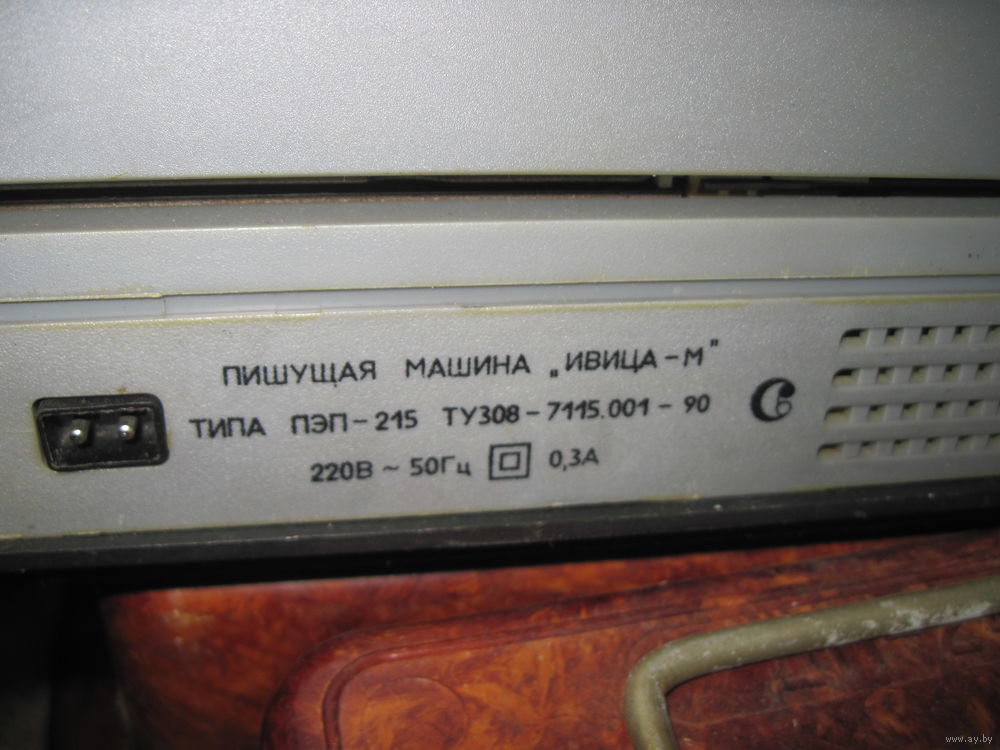 ПИШУЩАЯ МАШИНА „ИВИЦА-М"
ТИПА ПЭП-215 ТУ308-7115.001-90
220В ~ 50Гц 0,3А
www.ay.by